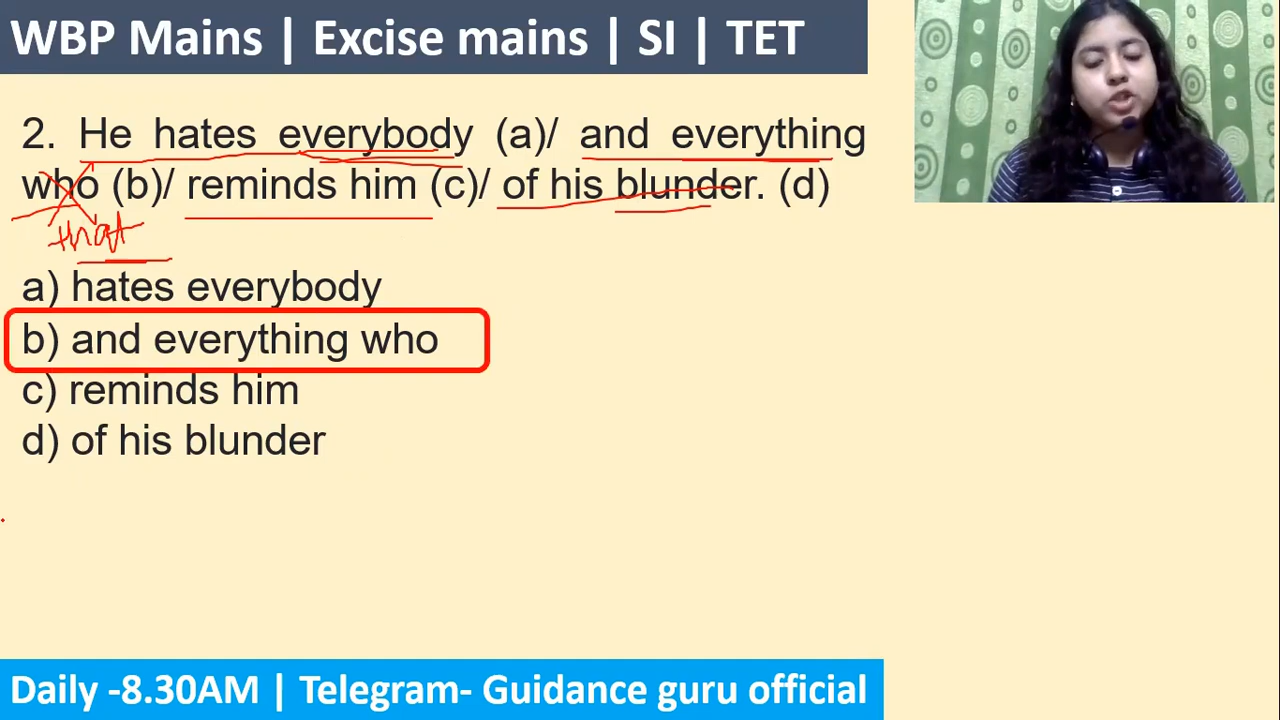 WBP Mains | Excise mains | SI | TET
2. He hates everybody (a)/ and everything
who (b)/ reminds him (c)/ of his blunder. (d)
that
a) hates everybody
b) and everything who
c) reminds him
d) of his blunder
Daily -8.30AM | Telegram- Guidance guru official